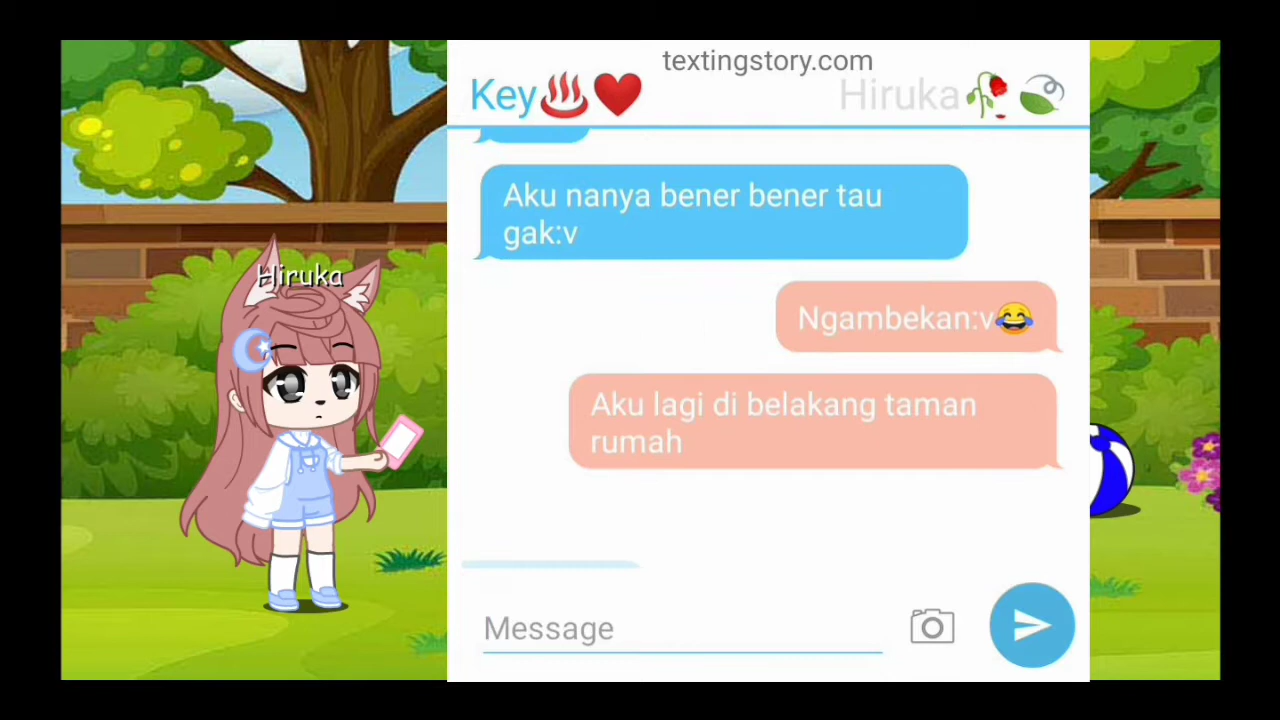 textingstory.com
Key♨️❤️ Hiruka🥀🍃
Aku nanya bener bener tau
gak:v
Hiruka
Ngambekan:v😂
Aku lagi di belakang taman
rumah
Message